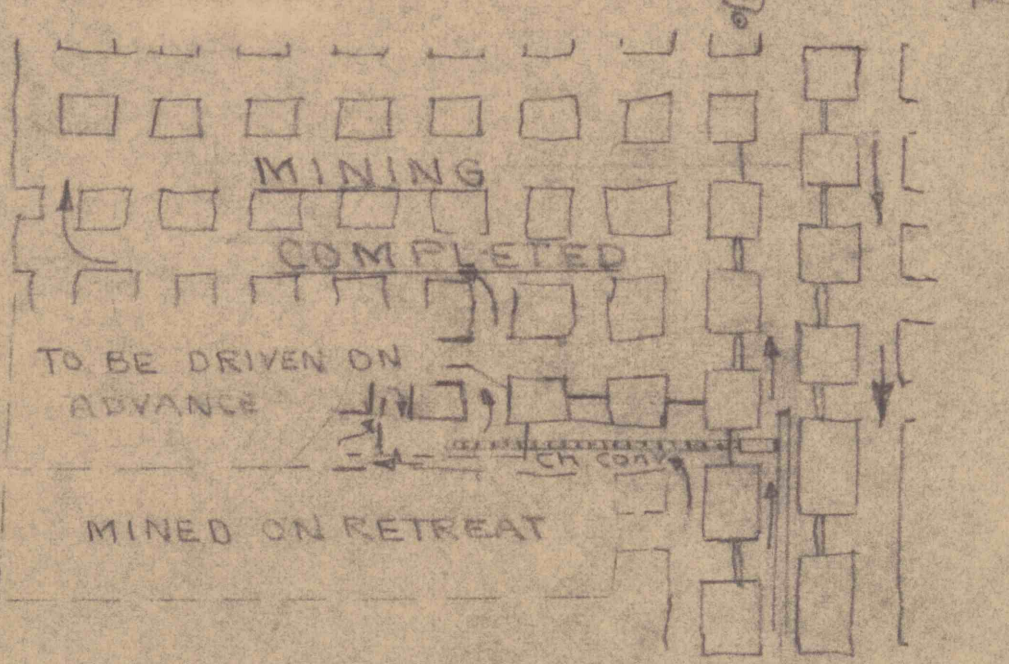 MINING
COMPLETED
TO BE DRIVEN ON
ADVANCE
CH CONV.
MINED ON RETREAT